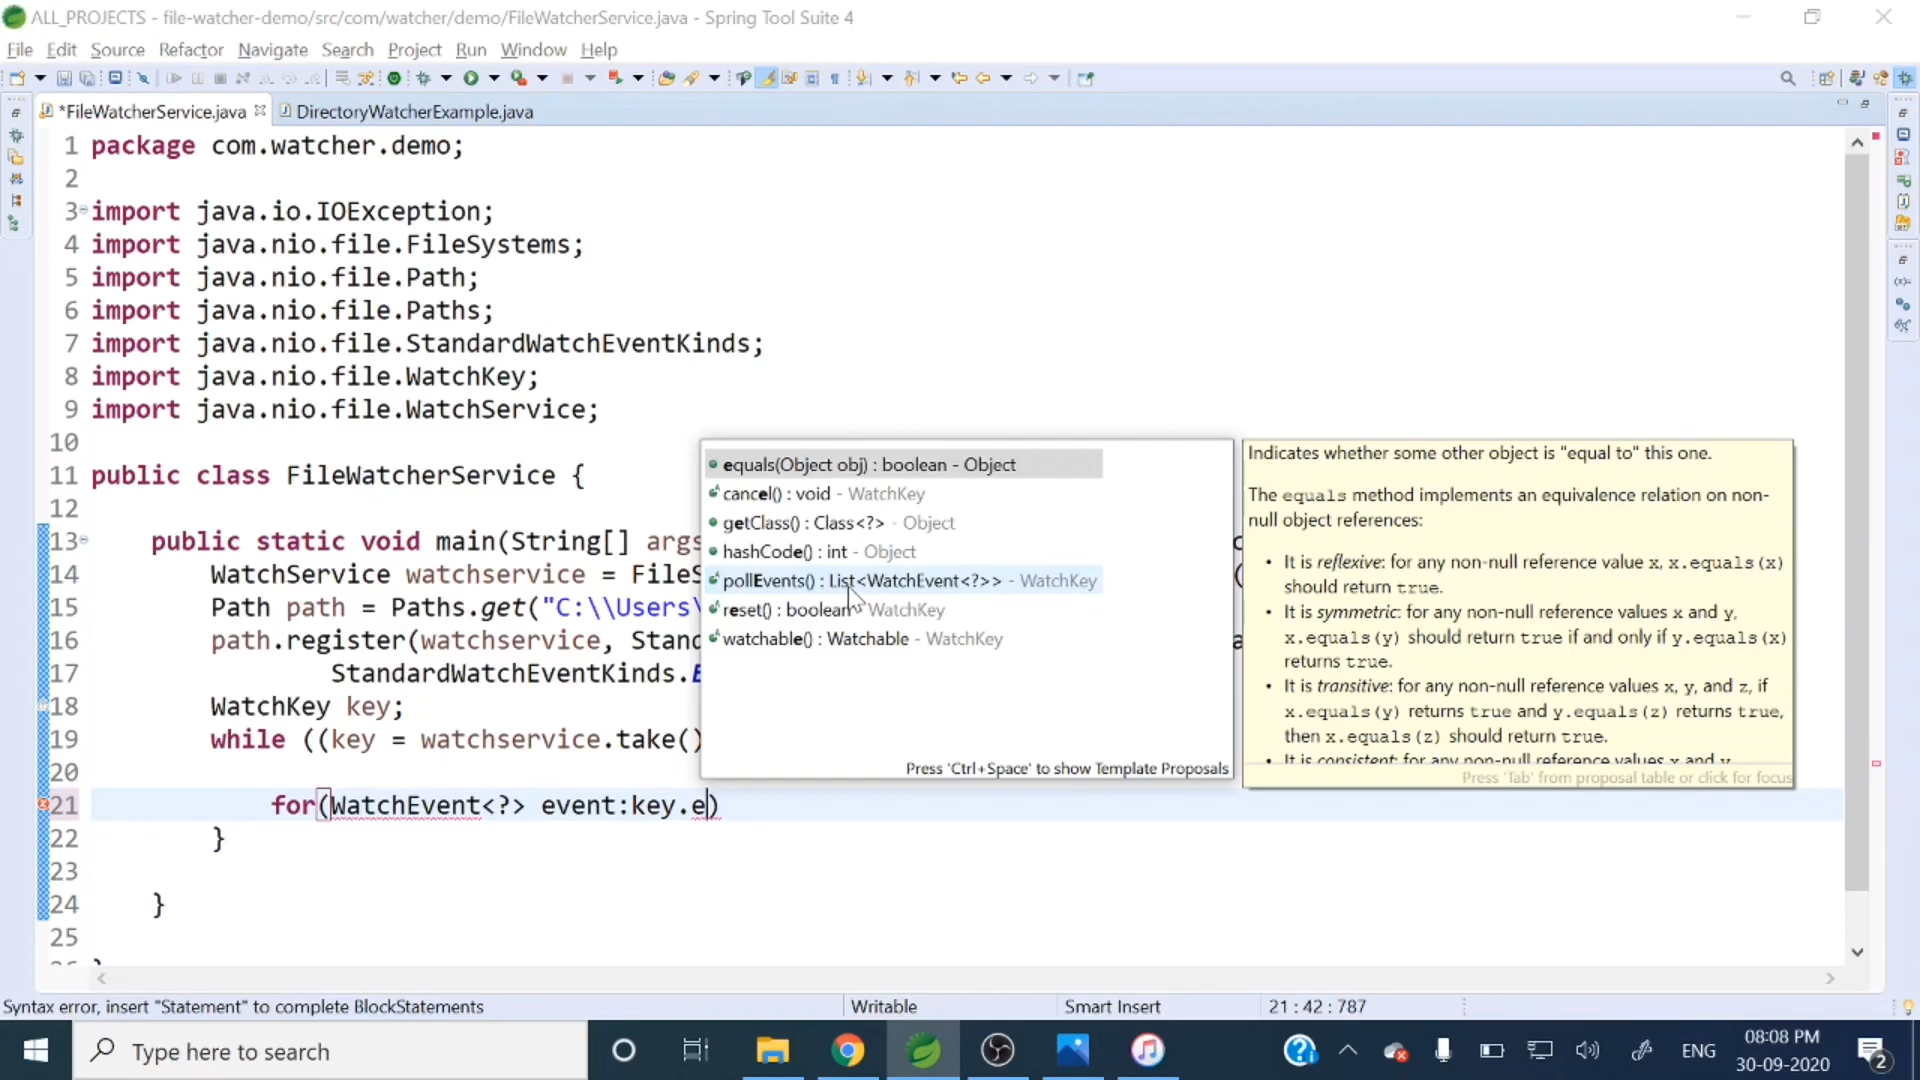 ALL_PROJECTS - file-watcher-demo/src/com/watcher/demo/FileWatcherService.java - Spring Tool Suite 4
File Edit Source Refactor Navigate Search Project Run Window Help
*FileWatcherService.java DirectoryWatcherExample.java
1 package com.watcher.demo;
2
3 import java.io.IOException;
4 import java.nio.file.FileSystems;
5 import java.nio.file.Path;
6 import java.nio.file.Paths;
7 import java.nio.file.StandardWatchEventKinds;
8 import java.nio.file.WatchKey;
9 import java.nio.file.WatchService;
10
11 public class FileWatcherService {
12
13 public static void main(String[] args
14 WatchService watchservice = FileS
15 Path path = Paths.get("C:\\Users\
16 path.register(watchservice, Stand
17 StandardWatchEventKinds.
18 WatchKey key;
19 while ((key = watchservice.take()
20
21 for(WatchEvent<?> event:key.e)
22 }
23
24 }
25
equals(Object obj) : boolean - Object
cancel() : void - WatchKey
getClass() : Class<?> - Object
hashCode() : int - Object
pollEvents() : List<WatchEvent<?>> - WatchKey
reset() : boolean - WatchKey
watchable() : Watchable - WatchKey
Press 'Ctrl+Space' to show Template Proposals
Indicates whether some other object is "equal to" this one.
The equals method implements an equivalence relation on non-
null object references:
• It is reflexive: for any non-null reference value x, x.equals(x)
should return true.
• It is symmetric: for any non-null reference values x and y,
x.equals(y) should return true if and only if y.equals(x)
returns true.
• It is transitive: for any non-null reference values x, y, and z, if
x.equals(y) returns true and y.equals(z) returns true,
then x.equals(z) should return true.
• It is consistent: for any non-null reference values x and y
Press 'Tab' from proposal table or click for focus
Syntax error, insert "Statement" to complete BlockStatements Writable Smart Insert 21 : 42 : 787
Type here to search
ENG
08:08 PM
30-09-2020
2